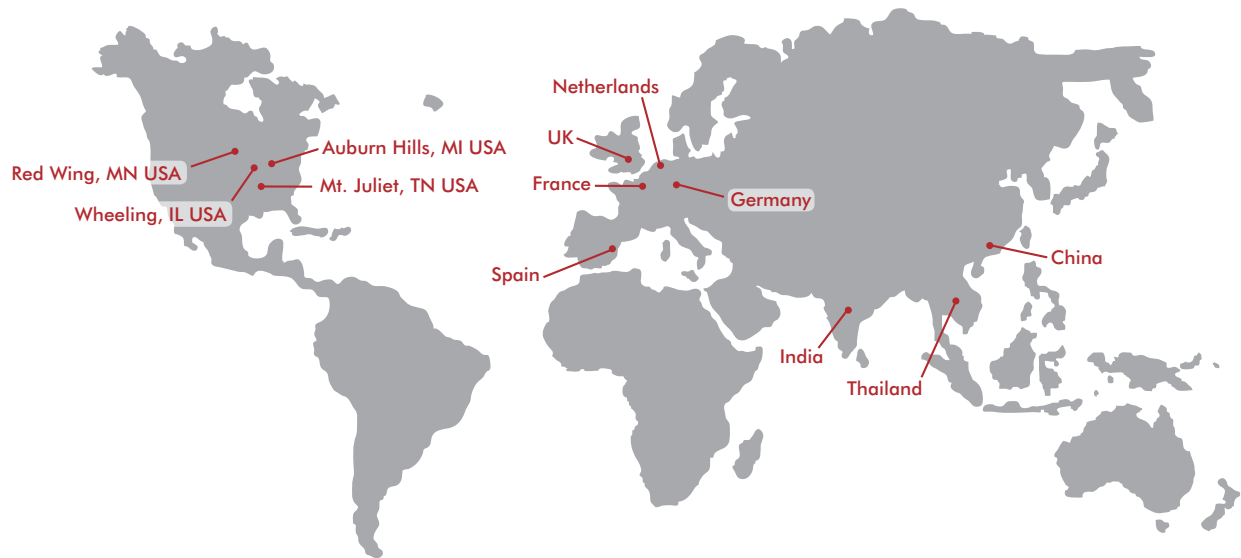 Netherlands
UK
Auburn Hills, MI USA
Red Wing, MN USA
France
Mt. Juliet, TN USA
Germany
Wheeling, IL USA
China
Spain
India
Thailand